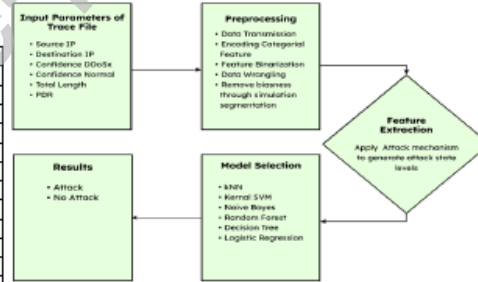 Input Parameters of
Trace File
• Source IP
• Destination IP
• Confidence DDoSx
• Confidence Normal
• Total Length
• PDR
Preprocessing
• Data Transmission
• Encoding Categorial
Feature
• Feature Binarization
• Data Wrangling
• Remove biasness
through simulation
segmentation
Feature
Extraction
Apply Attack mechanism
to generate attack state
levels
Model Selection
• kNN
• Kernal SVM
• Naive Bayes
• Random Forest
• Decision Tree
• Logistic Regression
Results
• Attack
• No Attack